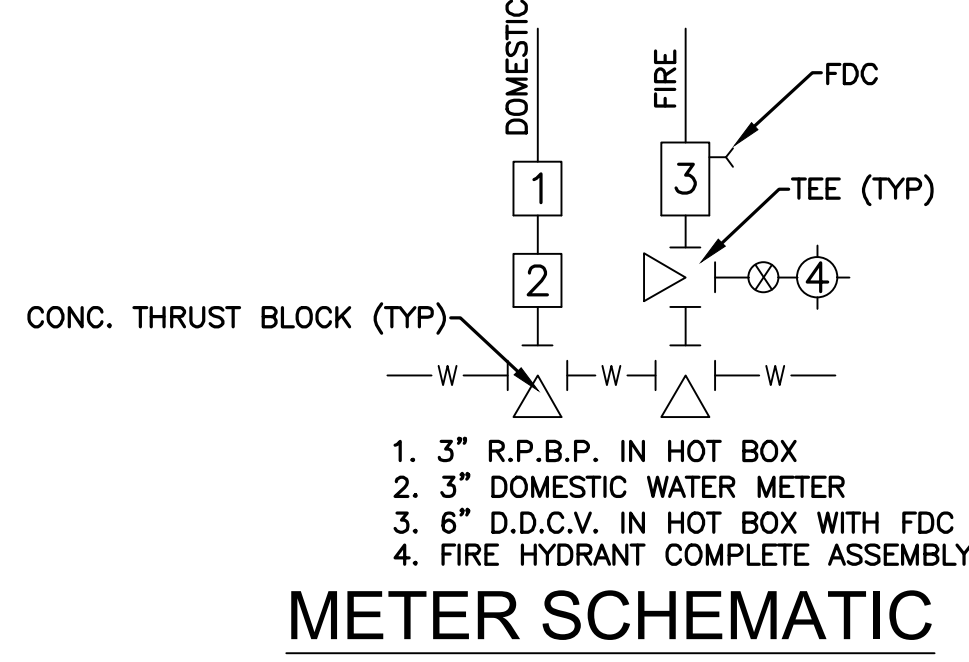 DOMESTIC
FIRE
FDC
1
3
TEE (TYP)
2
4
CONC. THRUST BLOCK (TYP)
W
W
W
1. 3" R.P.B.P. IN HOT BOX
2. 3" DOMESTIC WATER METER
3. 6" D.D.C.V. IN HOT BOX WITH FDC
4. FIRE HYDRANT COMPLETE ASSEMBLY
METER SCHEMATIC